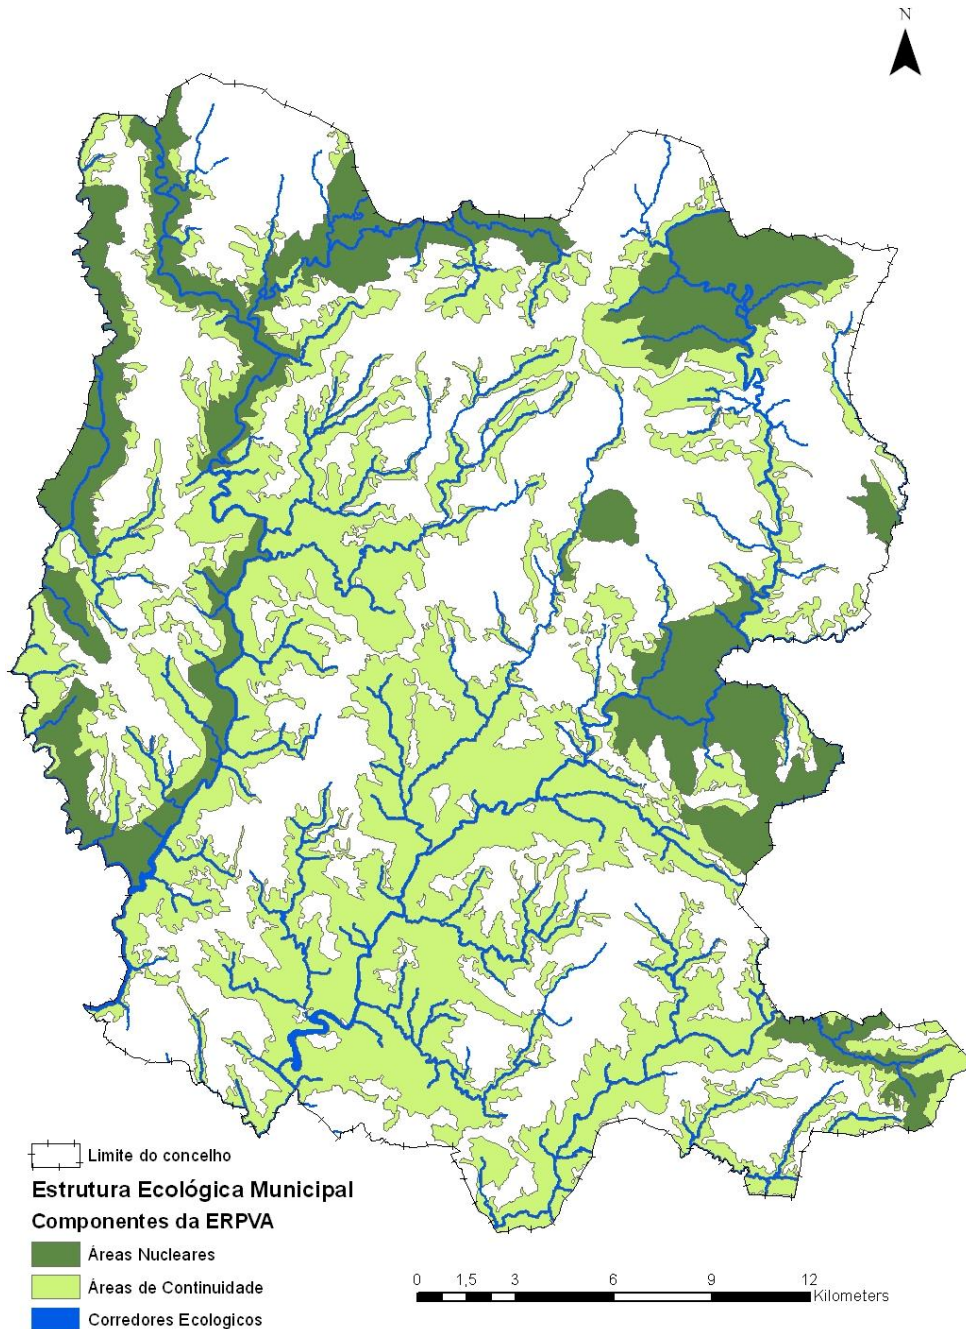 N
Limite do concelho
Estrutura Ecológica Municipal
Componentes da ERPVA
Áreas Nucleares
Áreas de Continuidade
Corredores Ecologicos
0 1,5 3 6 9 12
Kilometers